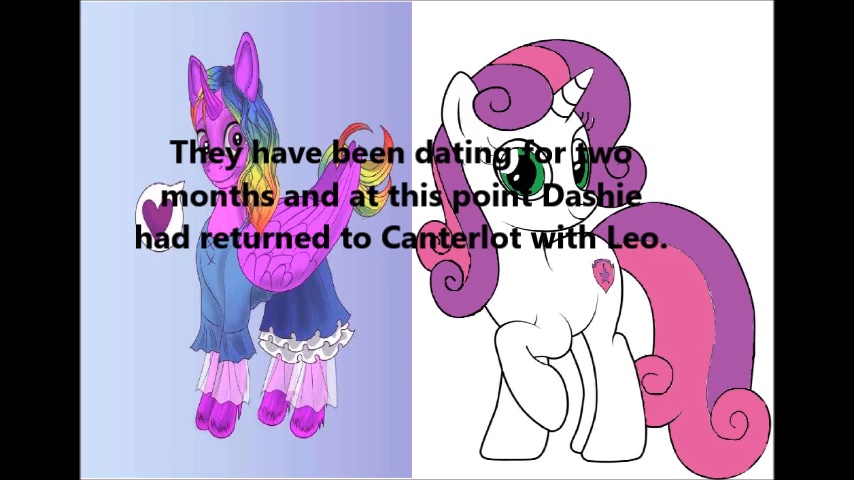 They have been dating for two
months and at this point Dashie
had returned to Canterlot with Leo.